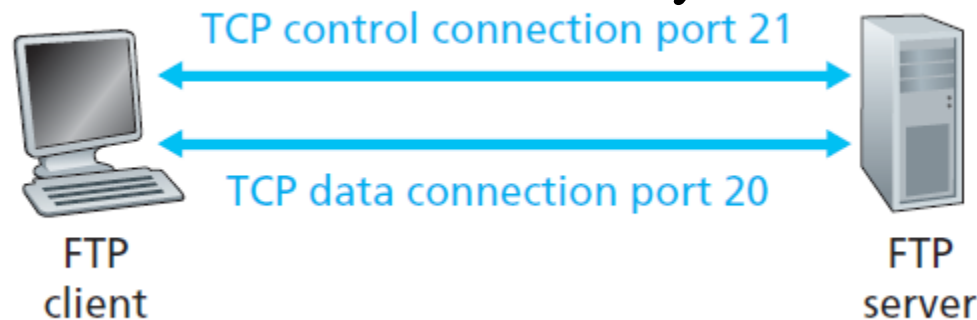 TCP control connection port 21
TCP data connection port 20
FTP
client
FTP
server